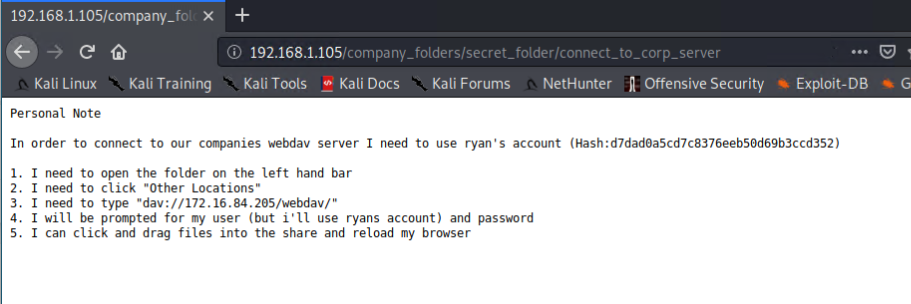 192.168.1.105/company_fol
192.168.1.105/company_folders/secret_folder/connect_to_corp_server
Kali Linux Kali Training Kali Tools Kali Docs Kali Forums NetHunter Offensive Security Exploit-DB G
Personal Note
In order to connect to our companies webdav server I need to use ryan's account (Hash:d7dad0a5cd7c8376eeb50d69b3ccd352)
1. I need to open the folder on the left hand bar
2. I need to click "Other Locations"
3. I need to type "dav://172.16.84.205/webdav/"
4. I will be prompted for my user (but i'll use ryans account) and password
5. I can click and drag files into the share and reload my browser